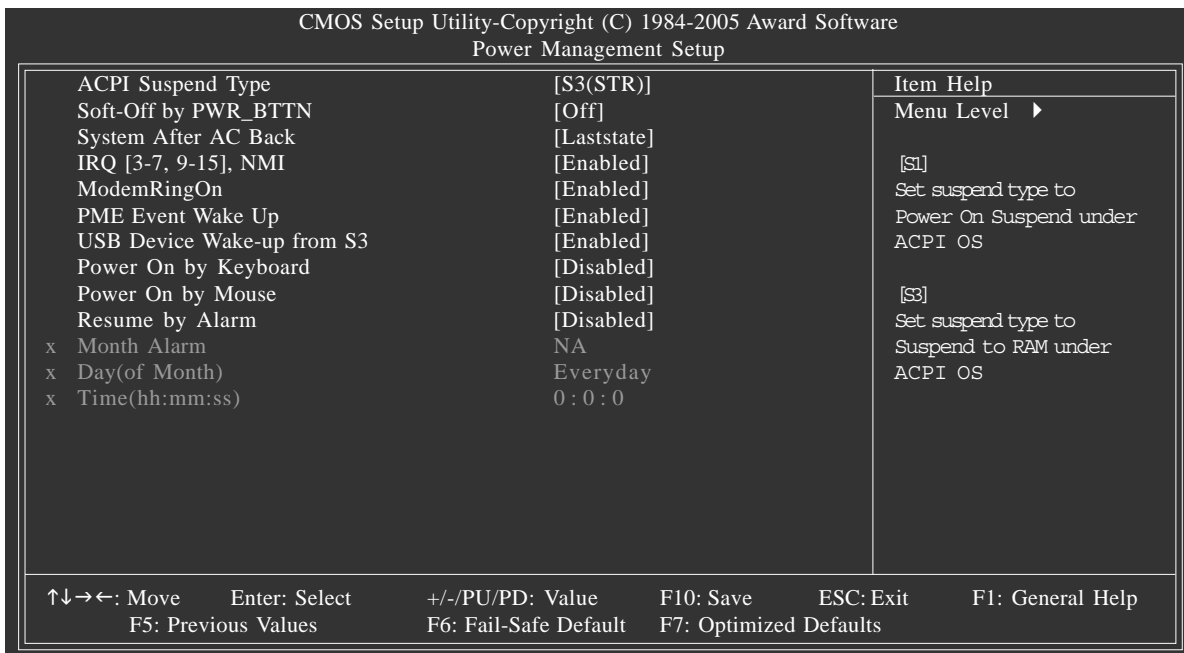 CMOS Setup Utility-Copyright (C) 1984-2005 Award Software
Power Management Setup
ACPI Suspend Type [S3(STR)]
Soft-Off by PWR_BTTN [Off]
System After AC Back [Laststate]
IRQ [3-7, 9-15], NMI [Enabled]
ModemRingOn [Enabled]
PME Event Wake Up [Enabled]
USB Device Wake-up from S3 [Enabled]
Power On by Keyboard [Disabled]
Power On by Mouse [Disabled]
Resume by Alarm [Disabled]
x Month Alarm NA
x Day(of Month) Everyday
x Time(hh:mm:ss) 0 : 0 : 0
Item Help
Menu Level ▶
[S1]
Set suspend type to
Power On Suspend under
ACPI OS
[S3]
Set suspend type to
Suspend to RAM under
ACPI OS
↑↓→←: Move Enter: Select +/-/PU/PD: Value F10: Save ESC: Exit F1: General Help
F5: Previous Values F6: Fail-Safe Default F7: Optimized Defaults